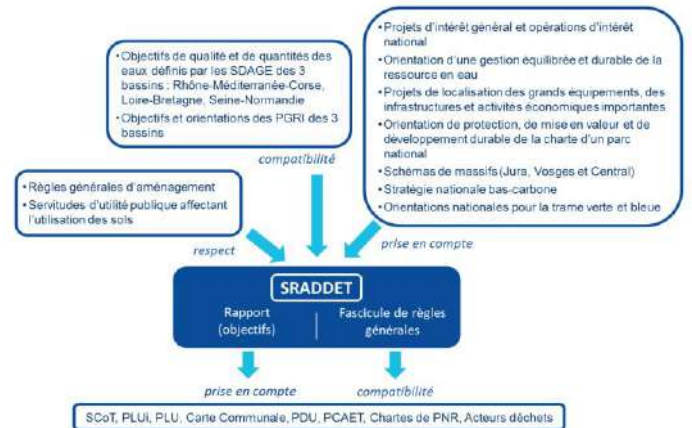 • Objectifs de qualité et de quantités des
eaux définis par les SDAGE des 3
bassins : Rhône-Méditerranée-Corse,
Loire-Bretagne, Seine-Normandie
• Objectifs et orientations des PGRI des 3
bassins
• Projets d'intérêt général et opérations d'intérêt
national
• Orientation d'une gestion équilibrée et durable de la
ressource en eau
• Projets de localisation des grands équipements, des
infrastructures et activités économiques importantes
• Orientation de protection, de mise en valeur et de
développement durable de la charte d'un parc
national
• Schémas de massifs (Jura, Vosges et Central)
• Stratégie nationale bas-carbone
• Orientations nationales pour la trame verte et bleue
compatibilité
• Règles générales d'aménagement
• Servitudes d'utilité publique affectant
l'utilisation des sols
respect
prise en compte
SRADDET
Rapport
(objectifs)
Fascicule de règles
générales
prise en compte
compatibilité
SCoT, PLUi, PLU, Carte Communale, PDU, PCAET, Chartes de PNR, Acteurs déchets